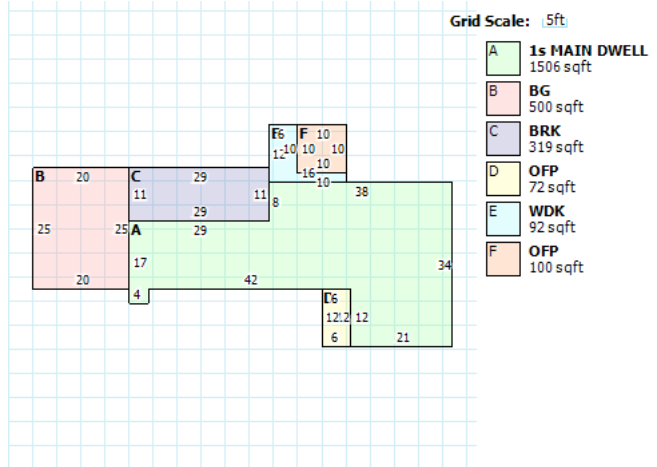 Grid Scale: 5ft
A 1s MAIN DWELL
1506 sqft
B BG
500 sqft
C BRK
319 sqft
D OFP
72 sqft
E WDK
92 sqft
F OFP
100 sqft
E 6 F 10
12 10 10 10
10
16
10
B 20 C 29
38
11 11
8
29
25 25 A 29
17
34
20
42
4
D 6
12 12 12
6 21